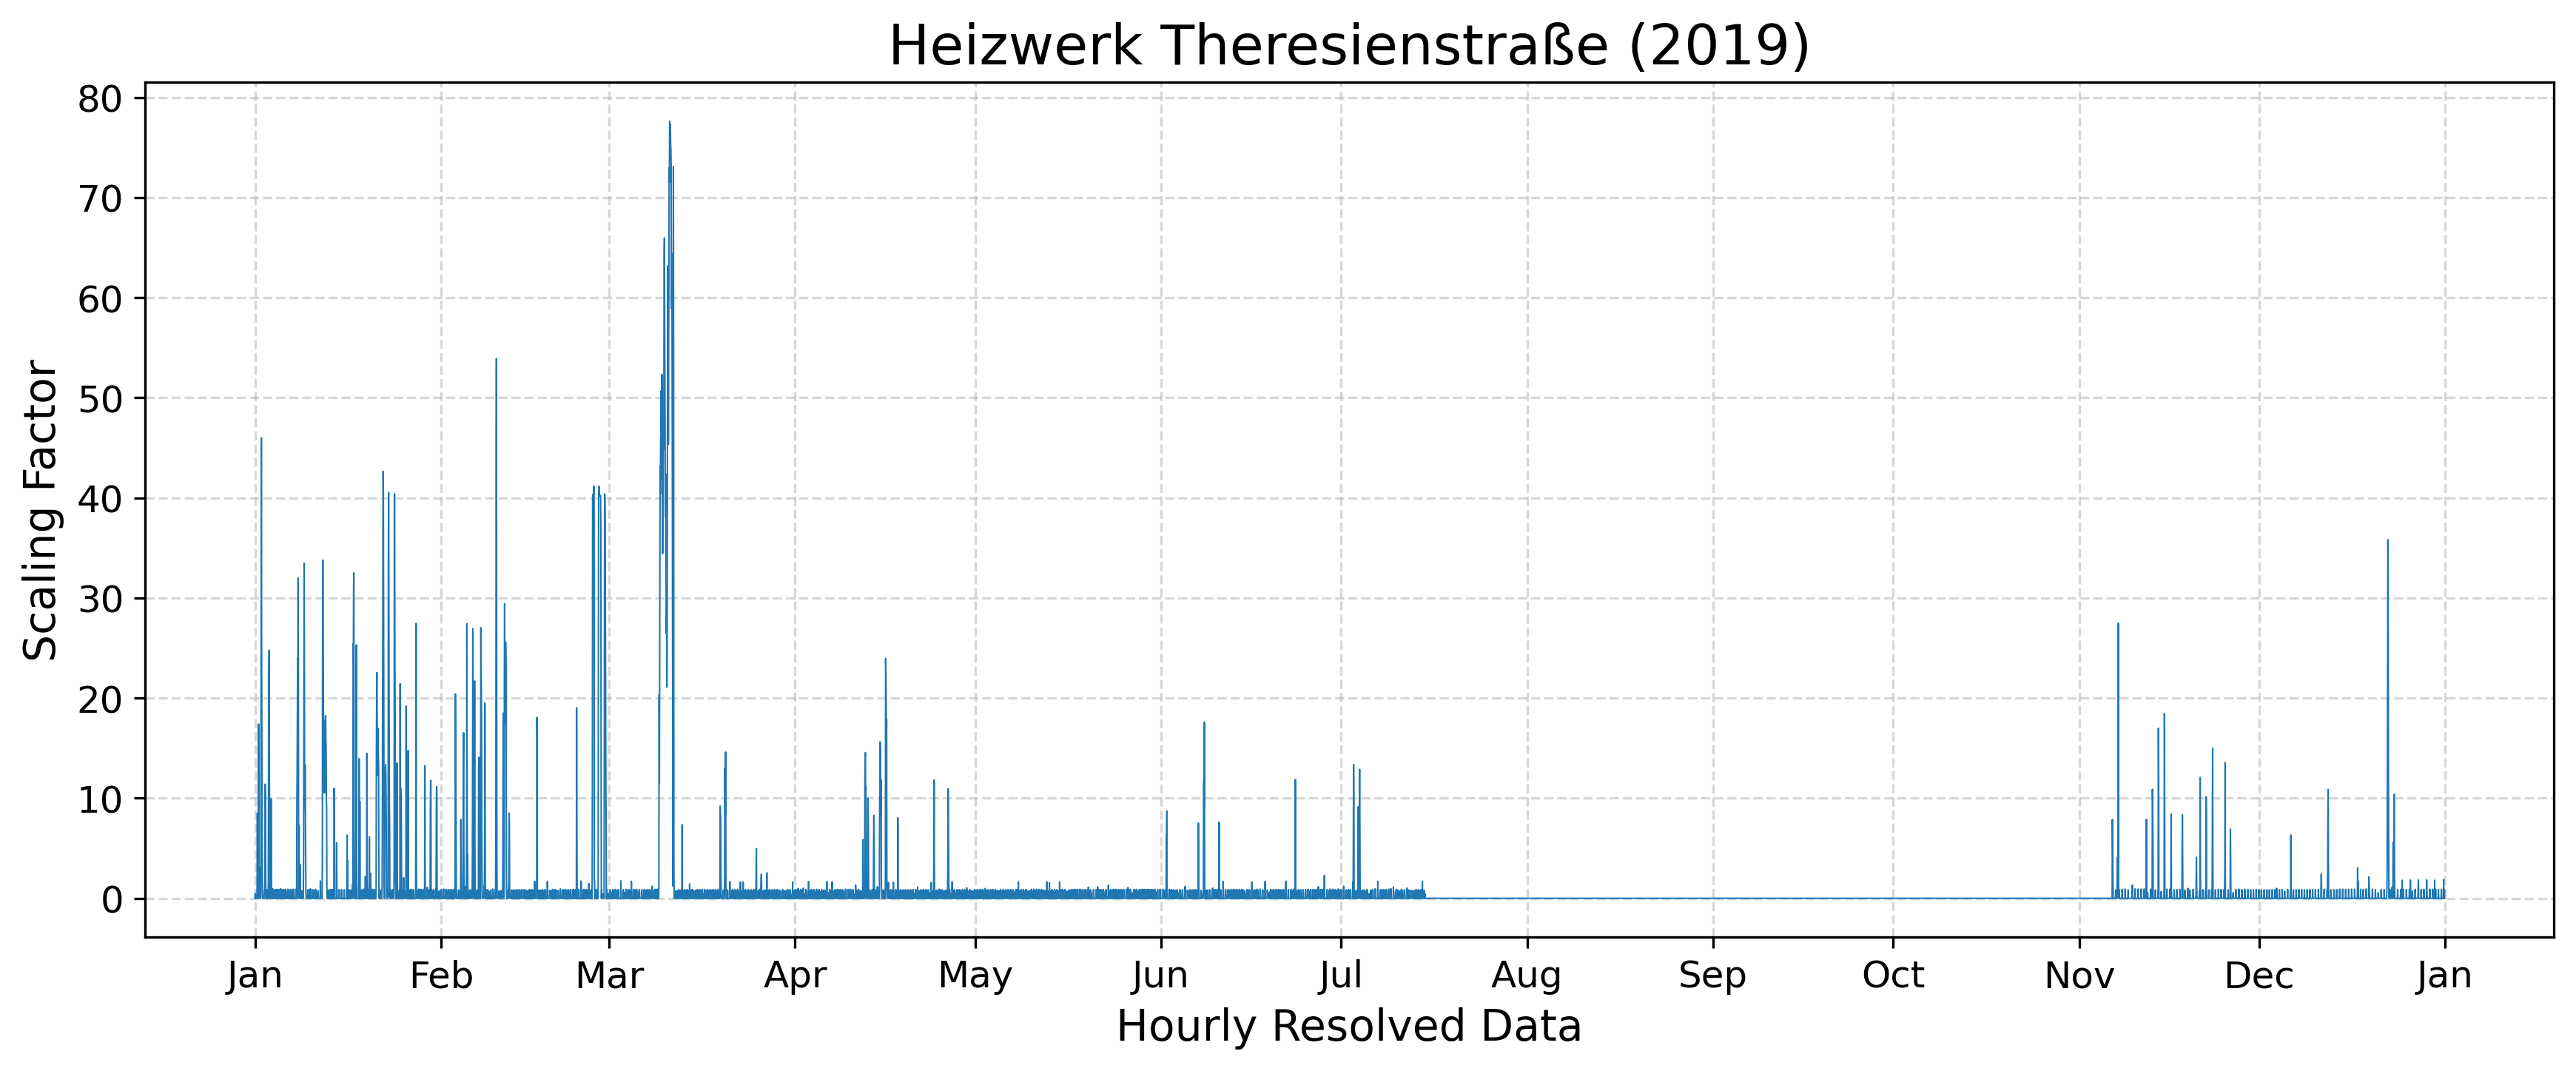 Heizwerk Theresienstraße (2019)
Scaling Factor
80
70
60
50
40
30
20
10
0
Jan Feb Mar Apr May Jun Jul Aug Sep Oct Nov Dec Jan
Hourly Resolved Data